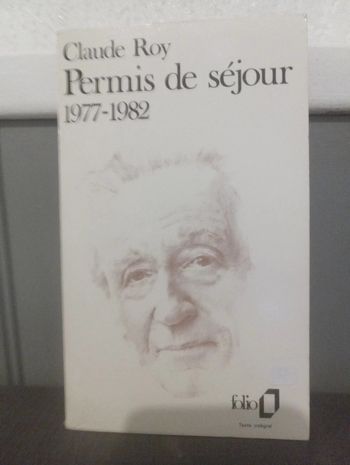 Claude Roy
Permis de séjour
1977-1982
folio
Texte intégral